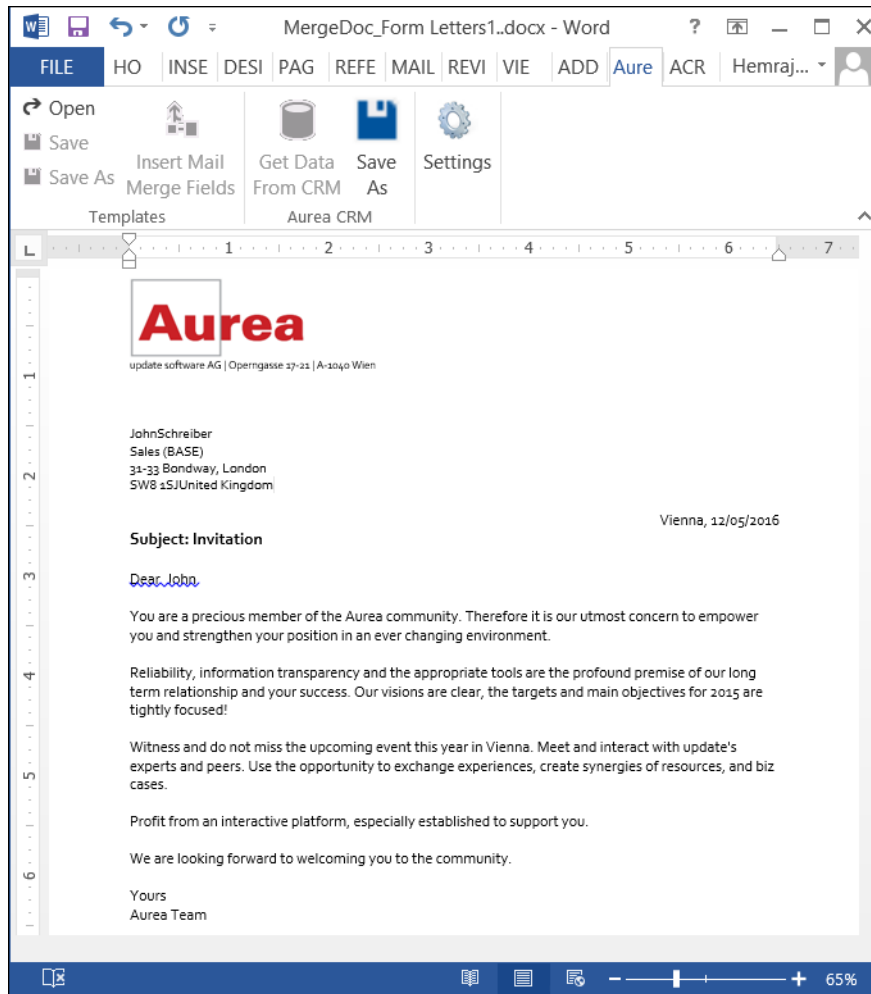 MergeDoc_Form Letters1..docx - Word
?
FILE HO INSE DESI PAG REFE MAIL REVI VIE ADD Aure ACR Hemraj...
Open
Save
Save As
Insert Mail
Merge Fields
Templates
Get Data
From CRM
Save
As
Aurea CRM
Settings
L
1 2 3 4 5 6 7
Aurea
update software AG | Operngasse 17-21 | A-1040 Wien
1
JohnSchreiber
Sales (BASE)
31-33 Bondway, London
2
SW8 1SJUnited Kingdom
Vienna, 12/05/2016
Subject: Invitation
3
Dear John,
You are a precious member of the Aurea community. Therefore it is our utmost concern to empower
you and strengthen your position in an ever changing environment.
4
Reliability, information transparency and the appropriate tools are the profound premise of our long
term relationship and your success. Our visions are clear, the targets and main objectives for 2015 are
tightly focused!
Witness and do not miss the upcoming event this year in Vienna. Meet and interact with update's
5
experts and peers. Use the opportunity to exchange experiences, create synergies of resources, and biz
cases.
Profit from an interactive platform, especially established to support you.
We are looking forward to welcoming you to the community.
6
Yours
Aurea Team
65%